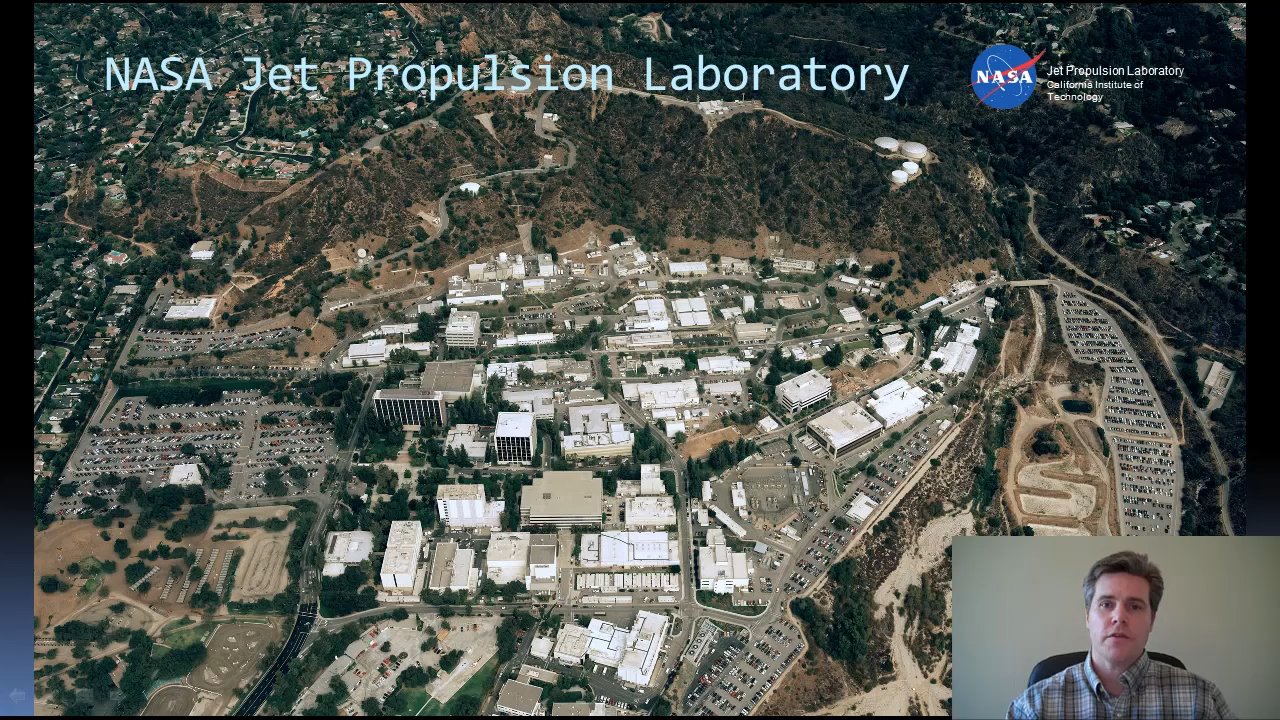 NASA Jet Propulsion Laboratory
NASA
Jet Propulsion Laboratory
California Institute of
Technology